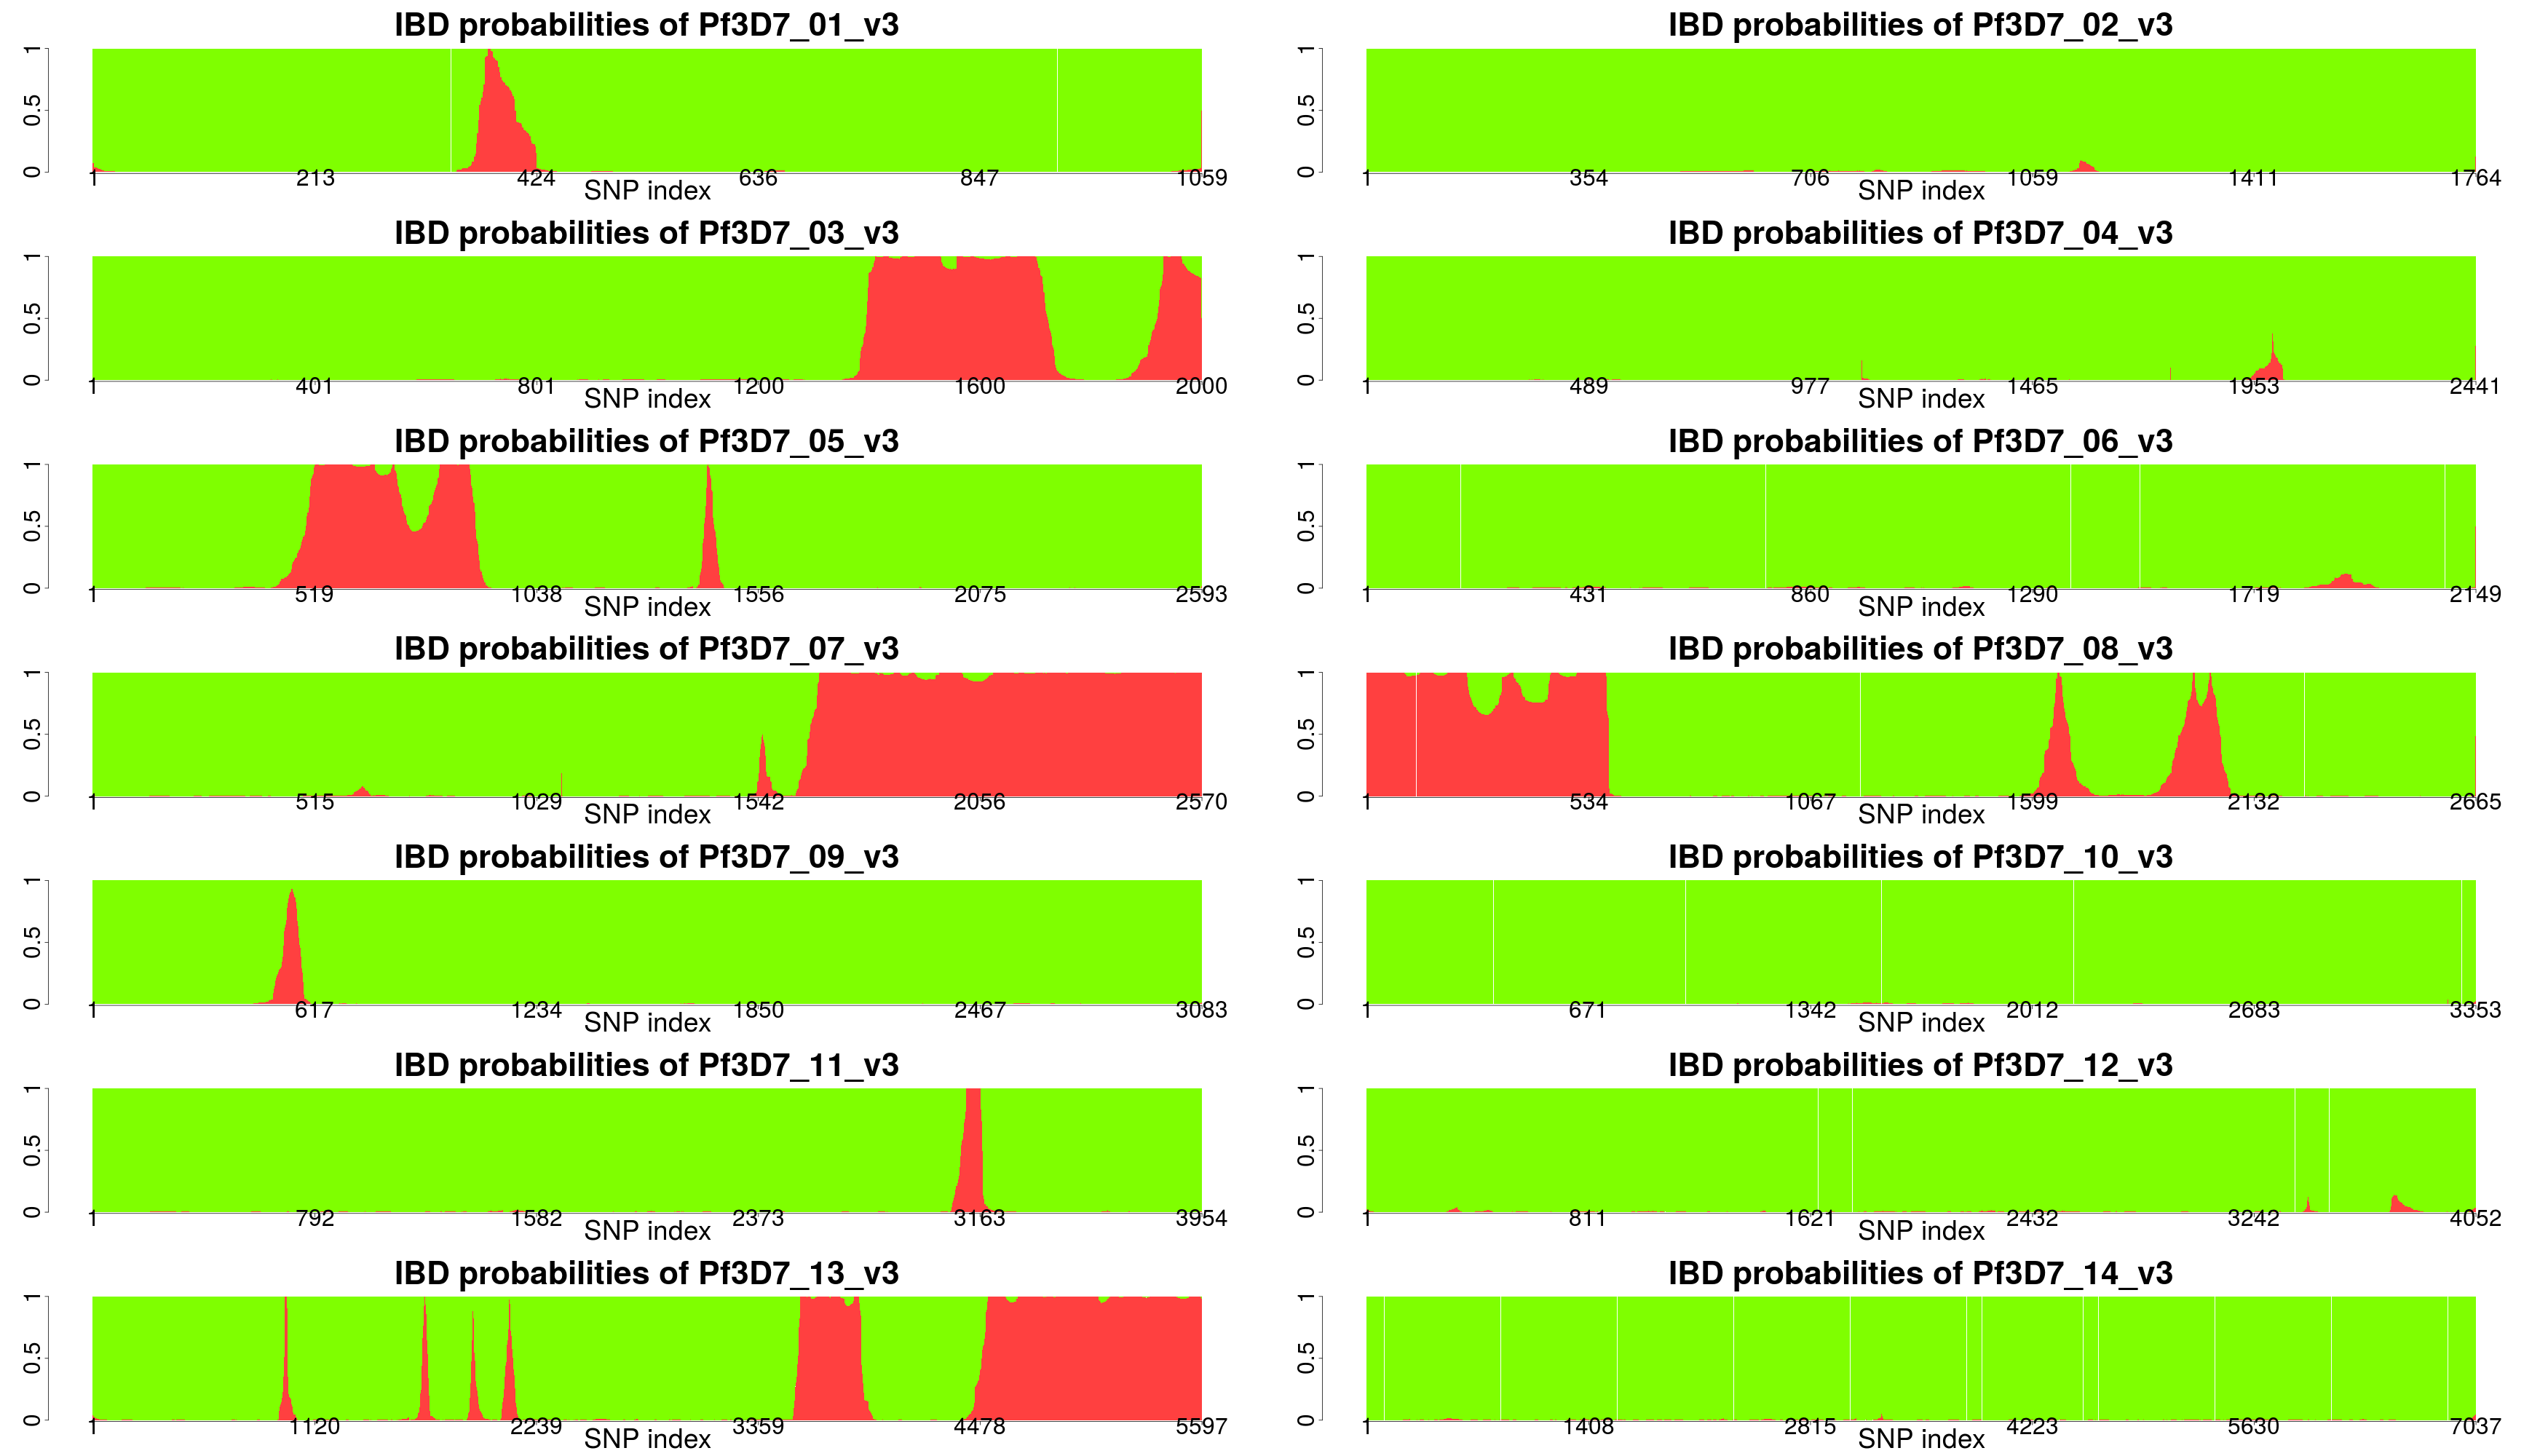 IBD probabilities of Pf3D7_01_v3
0 0.5 1
1 213 424 636 847 1059
SNP index
IBD probabilities of Pf3D7_02_v3
0 0.5 1
1 354 706 1059 1411 1764
SNP index
IBD probabilities of Pf3D7_03_v3
0 0.5 1
1 401 801 1200 1600 2000
SNP index
IBD probabilities of Pf3D7_04_v3
0 0.5 1
1 489 977 1465 1953 2441
SNP index
IBD probabilities of Pf3D7_05_v3
0 0.5 1
1 519 1038 1556 2075 2593
SNP index
IBD probabilities of Pf3D7_06_v3
0 0.5 1
1 431 860 1290 1719 2149
SNP index
IBD probabilities of Pf3D7_07_v3
0 0.5 1
1 515 1029 1542 2056 2570
SNP index
IBD probabilities of Pf3D7_08_v3
0 0.5 1
1 534 1067 1599 2132 2665
SNP index
IBD probabilities of Pf3D7_09_v3
0 0.5 1
1 617 1234 1850 2467 3083
SNP index
IBD probabilities of Pf3D7_10_v3
0 0.5 1
1 671 1342 2012 2683 3353
SNP index
IBD probabilities of Pf3D7_11_v3
0 0.5 1
1 792 1582 2373 3163 3954
SNP index
IBD probabilities of Pf3D7_12_v3
0 0.5 1
1 811 1621 2432 3242 4052
SNP index
IBD probabilities of Pf3D7_13_v3
0 0.5 1
1 1120 2239 3359 4478 5597
SNP index
IBD probabilities of Pf3D7_14_v3
0 0.5 1
1 1408 2815 4223 5630 7037
SNP index